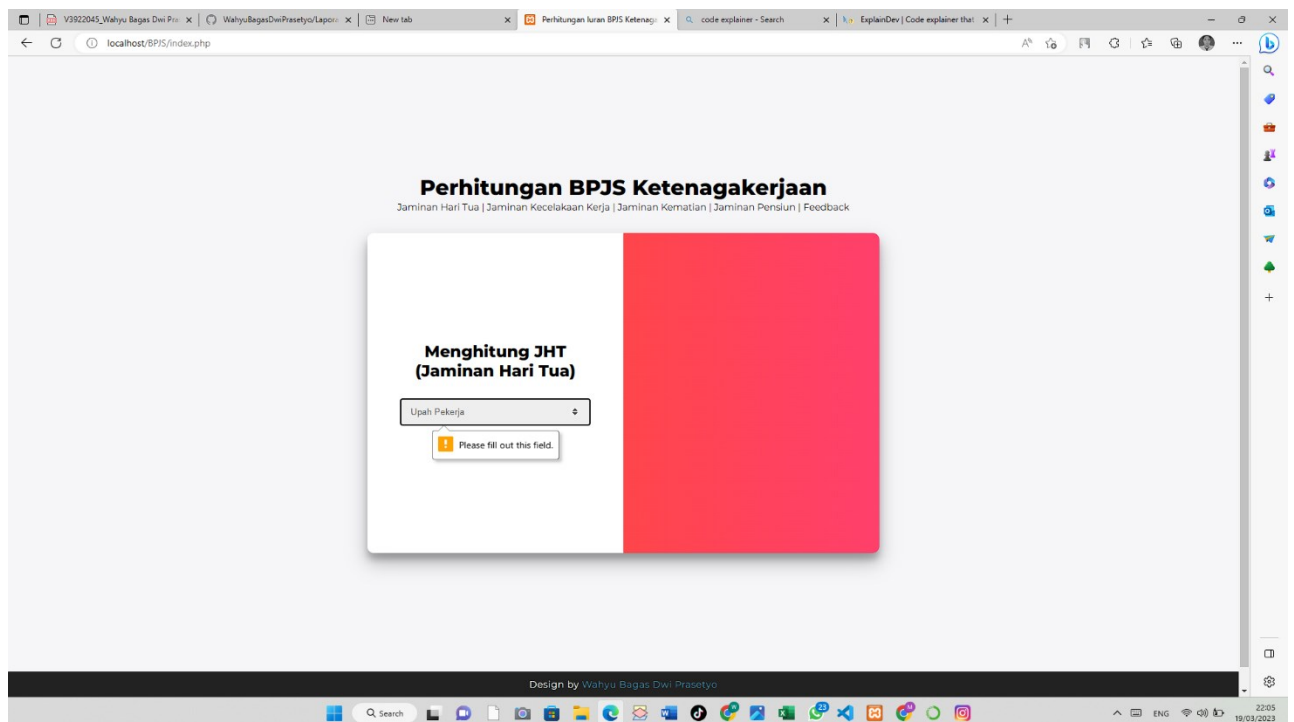 V3922045_Wahyu Bagas Dwi Pra
WahyuBagasDwiPrasetyo/Lapora
New tab
Perhitungan Iuran BPJS Ketenaga
code explainer - Search
ExplainDev | Code explainer that
localhost/BPJS/index.php
Perhitungan BPJS Ketenagakerjaan
Jaminan Hari Tua | Jaminan Kecelakaan Kerja | Jaminan Kematian | Jaminan Pensiun | Feedback
Menghitung JHT
(Jaminan Hari Tua)
Upah Pekerja
Please fill out this field.
Design by Wahyu Bagas Dwi Prasetyo
Search
23
ENG
22:05
19/03/2023